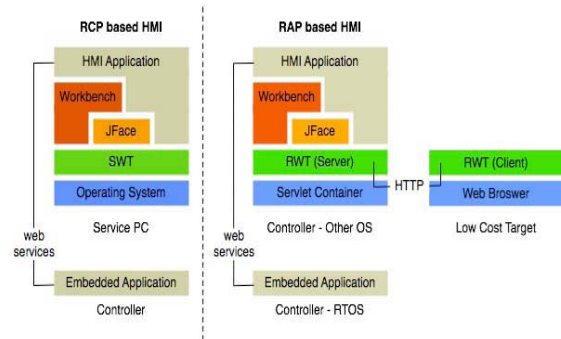 RCP based HMI
HMI Application
Workbench
JFace
SWT
Operating System
Service PC
web
services
Embedded Application
Controller
RAP based HMI
HMI Application
Workbench
JFace
RWT (Server)
Servlet Container
Controller - Other OS
web
services
Embedded Application
Controller - RTOS
HTTP
RWT (Client)
Web Broswer
Low Cost Target